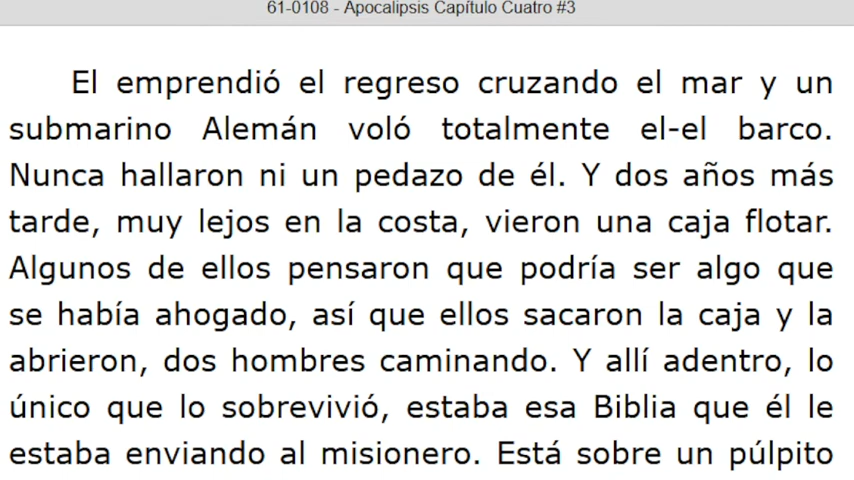 61-0108 - Apocalipsis Capítulo Cuatro #3
El emprendió el regreso cruzando el mar y un
submarino Alemán voló totalmente el-el barco.
Nunca hallaron ni un pedazo de él. Y dos años más
tarde, muy lejos en la costa, vieron una caja flotar.
Algunos de ellos pensaron que podría ser algo que
se había ahogado, así que ellos sacaron la caja y la
abrieron, dos hombres caminando. Y allí adentro, lo
único que lo sobrevivió, estaba esa Biblia que él le
estaba enviando al misionero. Está sobre un púlpito